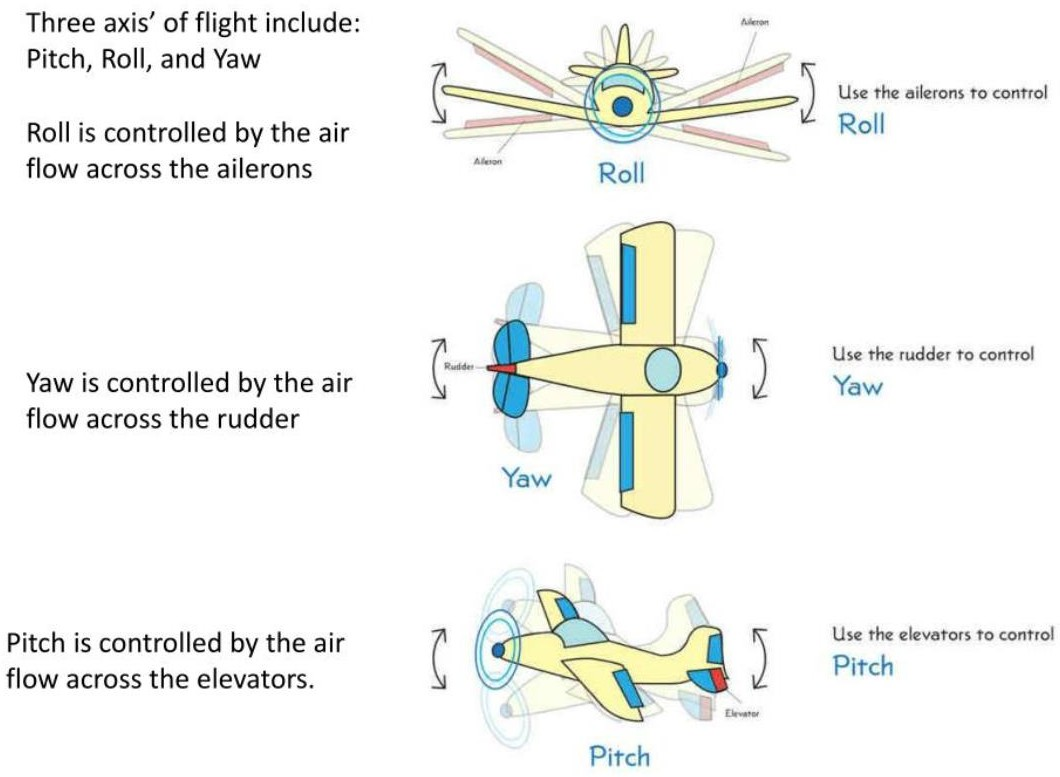 Three axis’ of flight include:
Pitch, Roll, and Yaw
Aileron
Use the ailerons to control
Roll
Roll is controlled by the air
flow across the ailerons
Aileron
Roll
Use the rudder to control
Yaw
Rudder
Yaw is controlled by the air
flow across the rudder
Yaw
Pitch is controlled by the air
flow across the elevators.
Use the elevators to control
Pitch
Elevator
Pitch